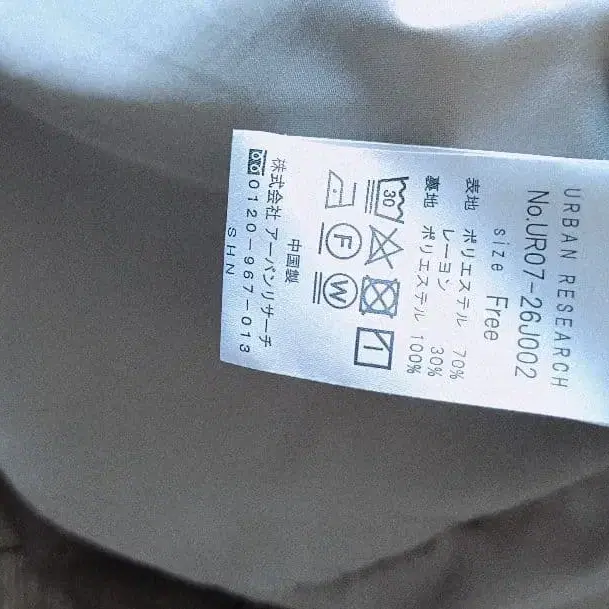 URBAN RESEARCH
No.UR07-26J002
size Free
表地 ポリエステル 70%
レーヨン 30%
裏地 ポリエステル 100%
30
F W
中国製
株式会社 アーバンリサーチ
0120-967-013
SHN